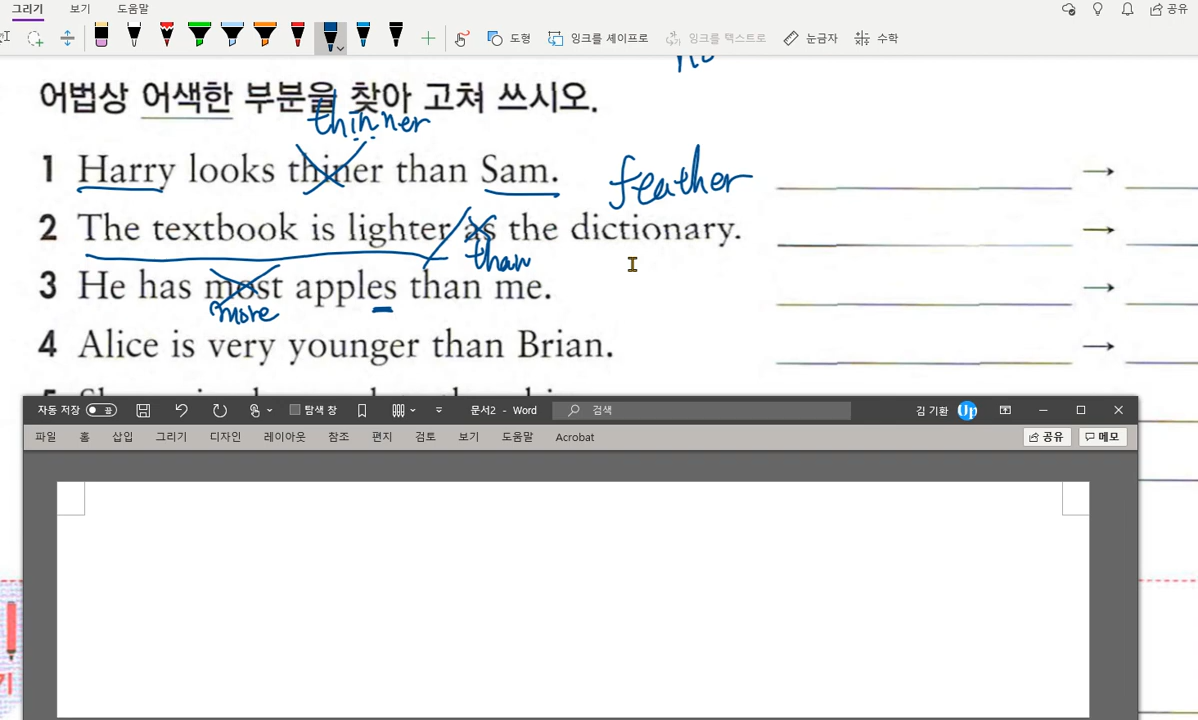 그리기 보기 도움말 공유
도형 잉크를 셰이프로 잉크를 텍스트로 눈금자 수학
어법상 어색한 부분을 찾아 고쳐 쓰시오.
thinner
1 Harry looks thiner than Sam. →
feather
2 The textbook is lighter as the dictionary. →
than
3 He has most apples than me. →
more
4 Alice is very younger than Brian. →
자동 저장 끔 탐색 창 문서2 - Word 검색 김 기환 Up
파일 홈 삽입 그리기 디자인 레이아웃 참조 편지 검토 보기 도움말 Acrobat 공유 메모